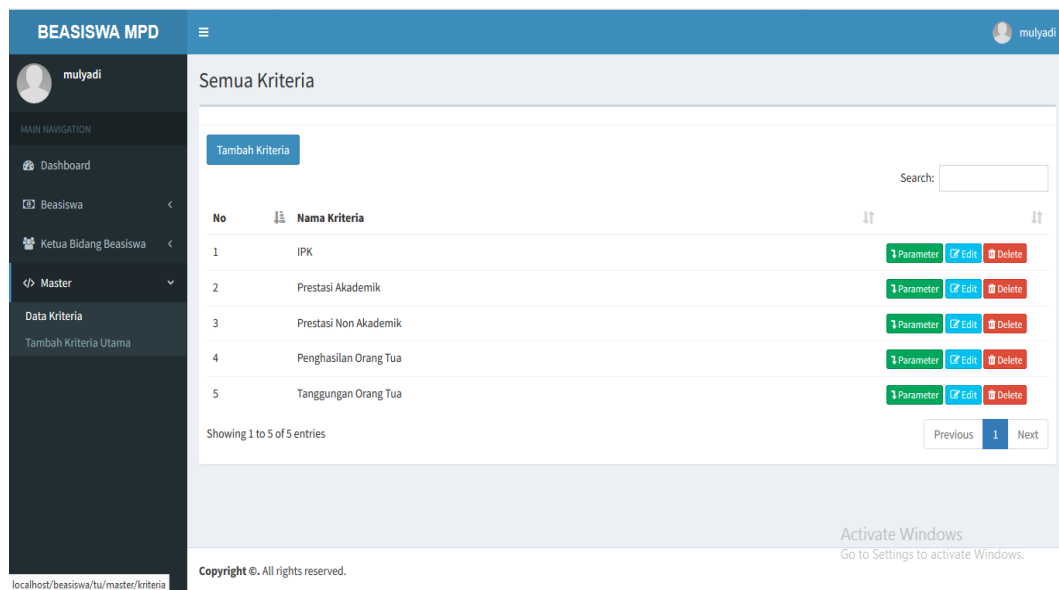 BEASISWA MPD
mulyadi
mulyadi
MAIN NAVIGATION
Dashboard
Beasiswa
Ketua Bidang Beasiswa
Master
Data Kriteria
Tambah Kriteria Utama
Semua Kriteria
Tambah Kriteria
Search:
No Nama Kriteria
1 IPK Parameter Edit Delete
2 Prestasi Akademik Parameter Edit Delete
3 Prestasi Non Akademik Parameter Edit Delete
4 Penghasilan Orang Tua Parameter Edit Delete
5 Tanggungan Orang Tua Parameter Edit Delete
Showing 1 to 5 of 5 entries
Previous 1 Next
Activate Windows
Go to Settings to activate Windows.
Copyright ©. All rights reserved.
localhost/beasiswa/tu/master/kriteria